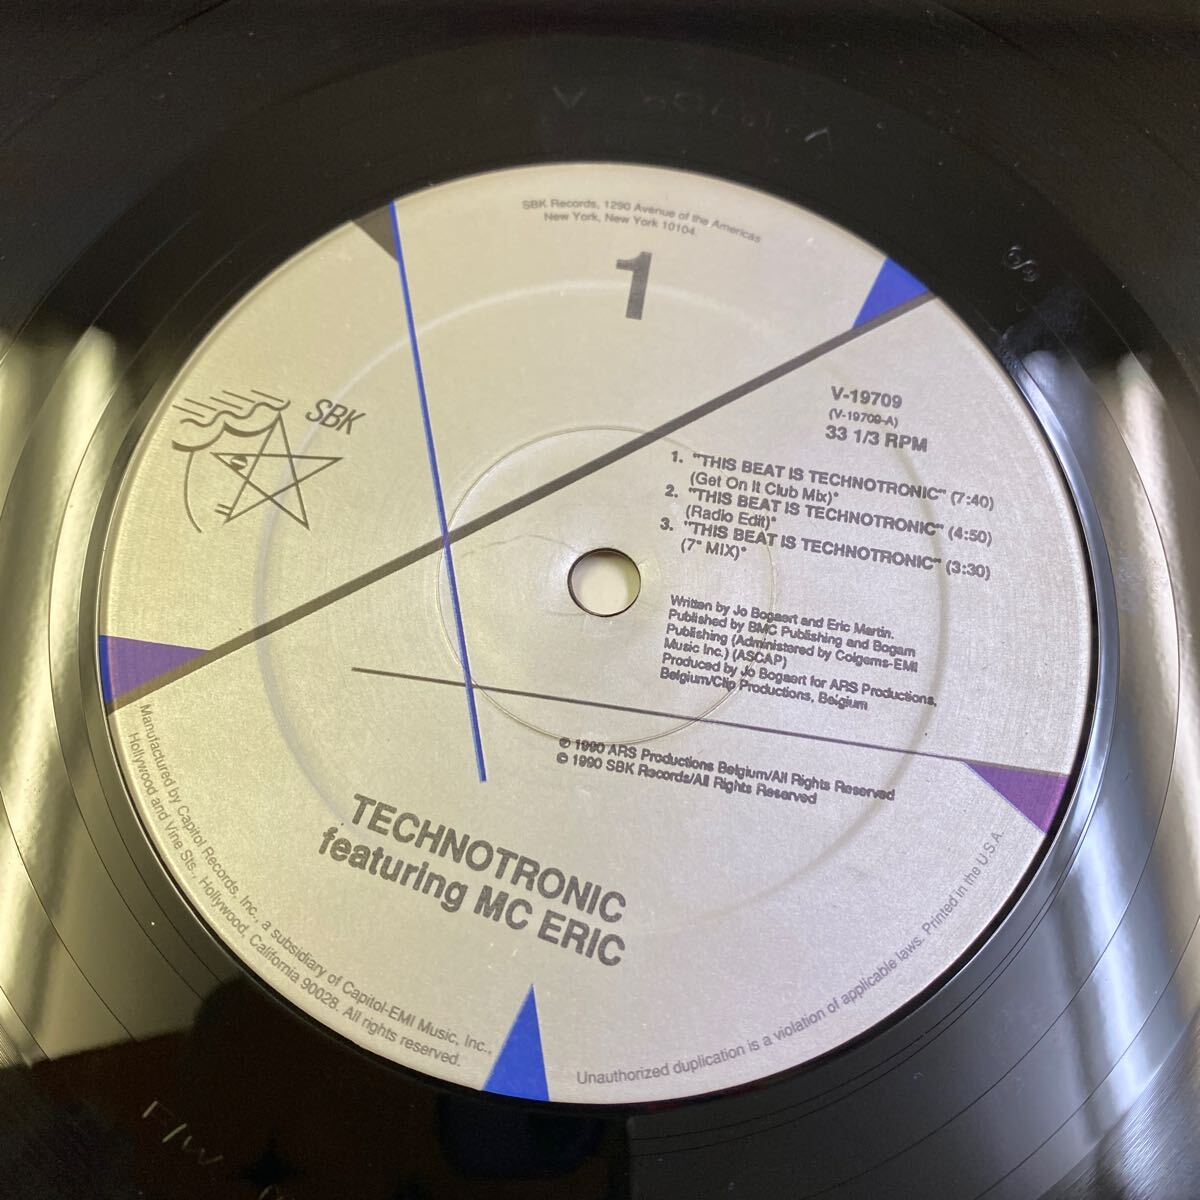 SBK Records, 1290 Avenue of the Americas
New York, New York 10104.
1
SBK
V-19709
(V-19709-A)
33 1/3 RPM
1. "THIS BEAT IS TECHNOTRONIC" (7:40)
(Get On It Club Mix)*
2. "THIS BEAT IS TECHNOTRONIC" (4:50)
(Radio Edit)*
3. "THIS BEAT IS TECHNOTRONIC" (3:30)
(7" MIX)*
Written by Jo Bogaert and Eric Martin.
Published by BMC Publishing and Bogam
Publishing (Administered by Colgems-EMI
Music Inc.) (ASCAP)
Produced by Jo Bogaert for ARS Productions,
Belgium/Clip Productions, Belgium
℗ 1990 ARS Productions Belgium/All Rights Reserved
© 1990 SBK Records/All Rights Reserved
TECHNOTRONIC
featuring MC ERIC
Manufactured by Capitol Records, Inc., a subsidiary of Capitol-EMI Music, Inc.,
Hollywood and Vine Sts., Hollywood, California 90028. All rights reserved.
Unauthorized duplication is a violation of applicable laws. Printed in the U.S.A.
F/W